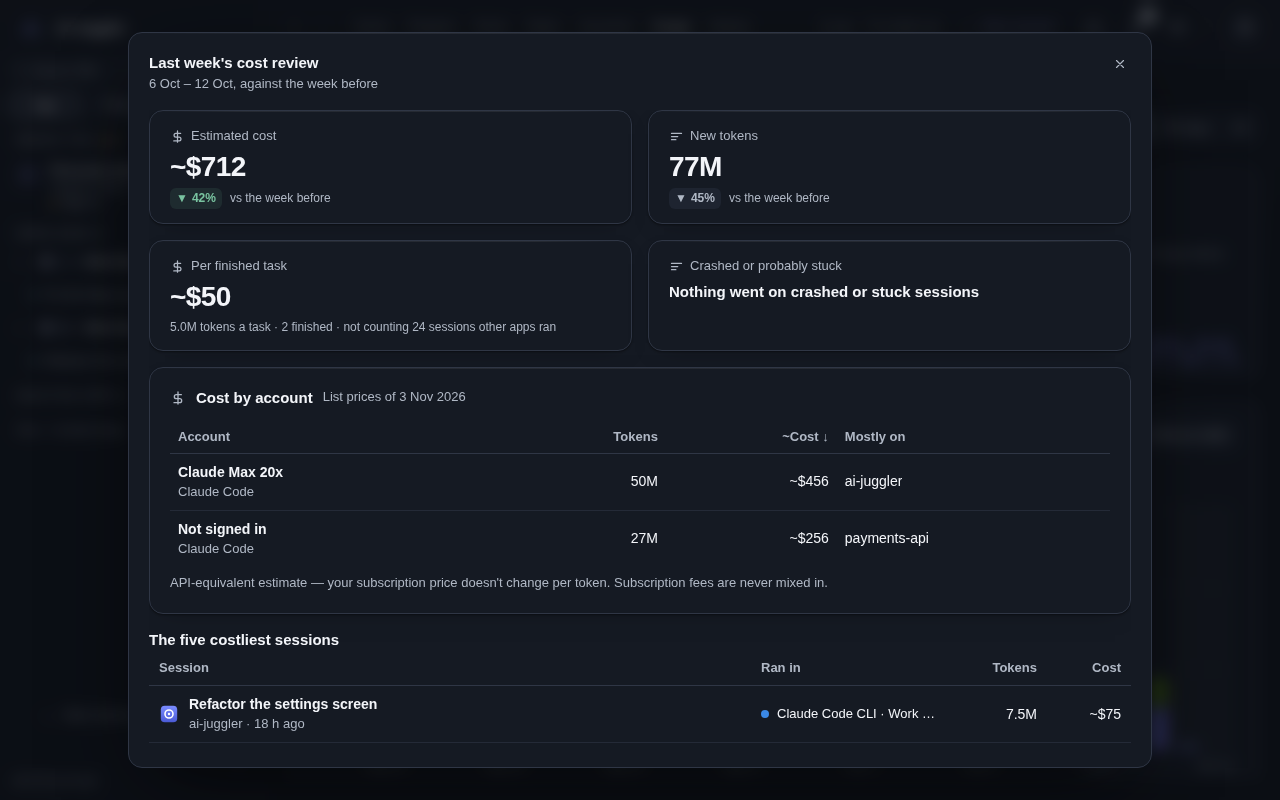 Last week's cost review
6 Oct – 12 Oct, against the week before
Estimated cost
~$712
▼ 42% vs the week before
New tokens
77M
▼ 45% vs the week before
Per finished task
~$50
5.0M tokens a task · 2 finished · not counting 24 sessions other apps ran
Crashed or probably stuck
Nothing went on crashed or stuck sessions
Cost by account List prices of 3 Nov 2026
Account Tokens ~Cost ↓ Mostly on
Claude Max 20x
Claude Code
50M ~$456 ai-juggler
Not signed in
Claude Code
27M ~$256 payments-api
API-equivalent estimate — your subscription price doesn't change per token. Subscription fees are never mixed in.
The five costliest sessions
Session Ran in Tokens Cost
Refactor the settings screen
ai-juggler · 18 h ago
Claude Code CLI · Work … 7.5M ~$75